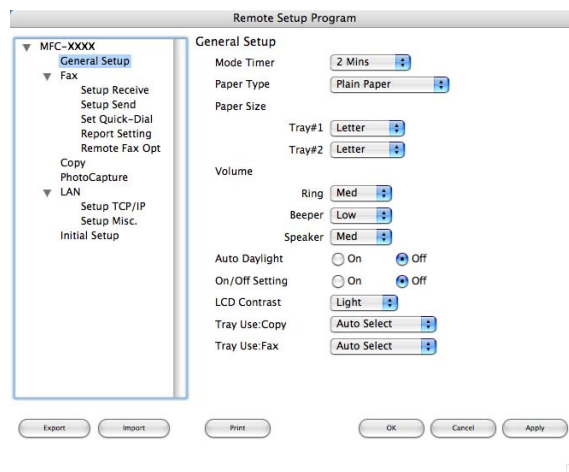 Remote Setup Program
MFC-XXXX
General Setup
Fax
Setup Receive
Setup Send
Set Quick-Dial
Report Setting
Remote Fax Opt
Copy
PhotoCapture
LAN
Setup TCP/IP
Setup Misc.
Initial Setup
General Setup
Mode Timer 2 Mins
Paper Type Plain Paper
Paper Size
Tray#1 Letter
Tray#2 Letter
Volume
Ring Med
Beeper Low
Speaker Med
Auto Daylight On Off
On/Off Setting On Off
LCD Contrast Light
Tray Use:Copy Auto Select
Tray Use:Fax Auto Select
Export Import Print OK Cancel Apply